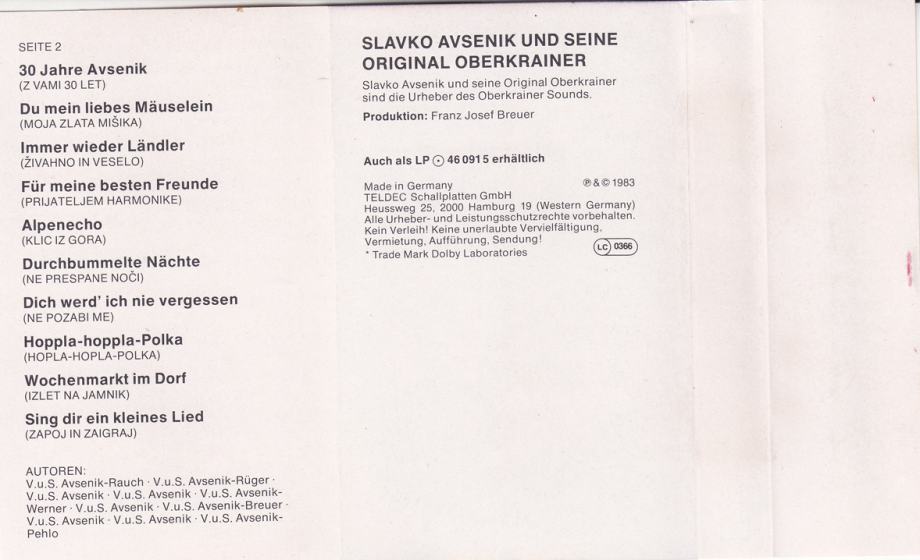 SEITE 2
30 Jahre Avsenik
(Z VAMI 30 LET)
Du mein liebes Mäuselein
(MOJA ZLATA MIŠIKA)
Immer wieder Ländler
(ŽIVAHNO IN VESELO)
Für meine besten Freunde
(PRIJATELJEM HARMONIKE)
Alpenecho
(KLIC IZ GORA)
Durchbummelte Nächte
(NE PRESPANE NOČI)
Dich werd' ich nie vergessen
(NE POZABI ME)
Hoppla-hoppla-Polka
(HOPLA-HOPLA-POLKA)
Wochenmarkt im Dorf
(IZLET NA JAMNIK)
Sing dir ein kleines Lied
(ZAPOJ IN ZAIGRAJ)
AUTOREN:
V.u.S. Avsenik-Rauch · V.u.S. Avsenik-Rüger ·
V.u.S. Avsenik · V.u.S. Avsenik · V.u.S. Avsenik-
Werner · V.u.S. Avsenik · V.u.S. Avsenik-Breuer ·
V.u.S. Avsenik · V.u.S. Avsenik · V.u.S. Avsenik-
Pehlo
SLAVKO AVSENIK UND SEINE
ORIGINAL OBERKRAINER
Slavko Avsenik und seine Original Oberkrainer
sind die Urheber des Oberkrainer Sounds.
Produktion: Franz Josef Breuer
Auch als LP ⊙ 46 0915 erhältlich
Made in Germany ℗ & © 1983
TELDEC Schallplatten GmbH
Heussweg 25, 2000 Hamburg 19 (Western Germany)
Alle Urheber- und Leistungsschutzrechte vorbehalten.
Kein Verleih! Keine unerlaubte Vervielfältigung,
Vermietung, Aufführung, Sendung!
LC 0366
* Trade Mark Dolby Laboratories